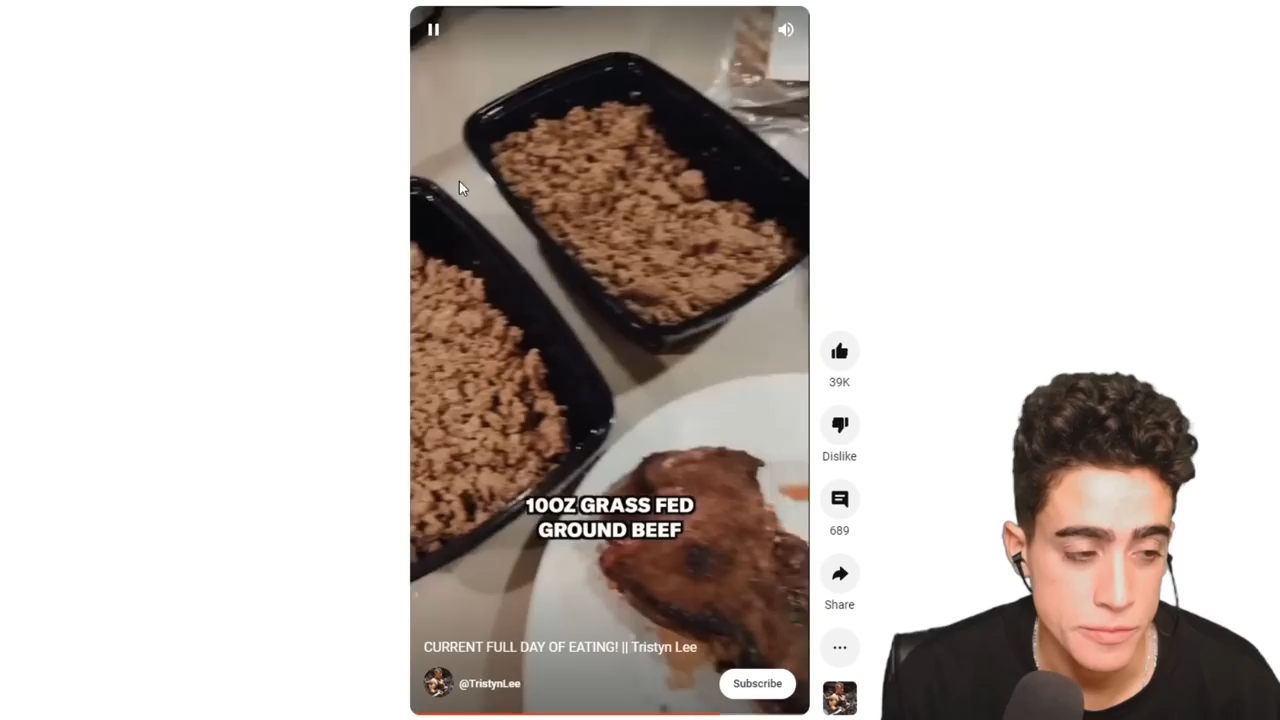 10OZ GRASS FED
GROUND BEEF
CURRENT FULL DAY OF EATING! || Tristyn Lee
@TristynLee
Subscribe
39K
Dislike
689
Share